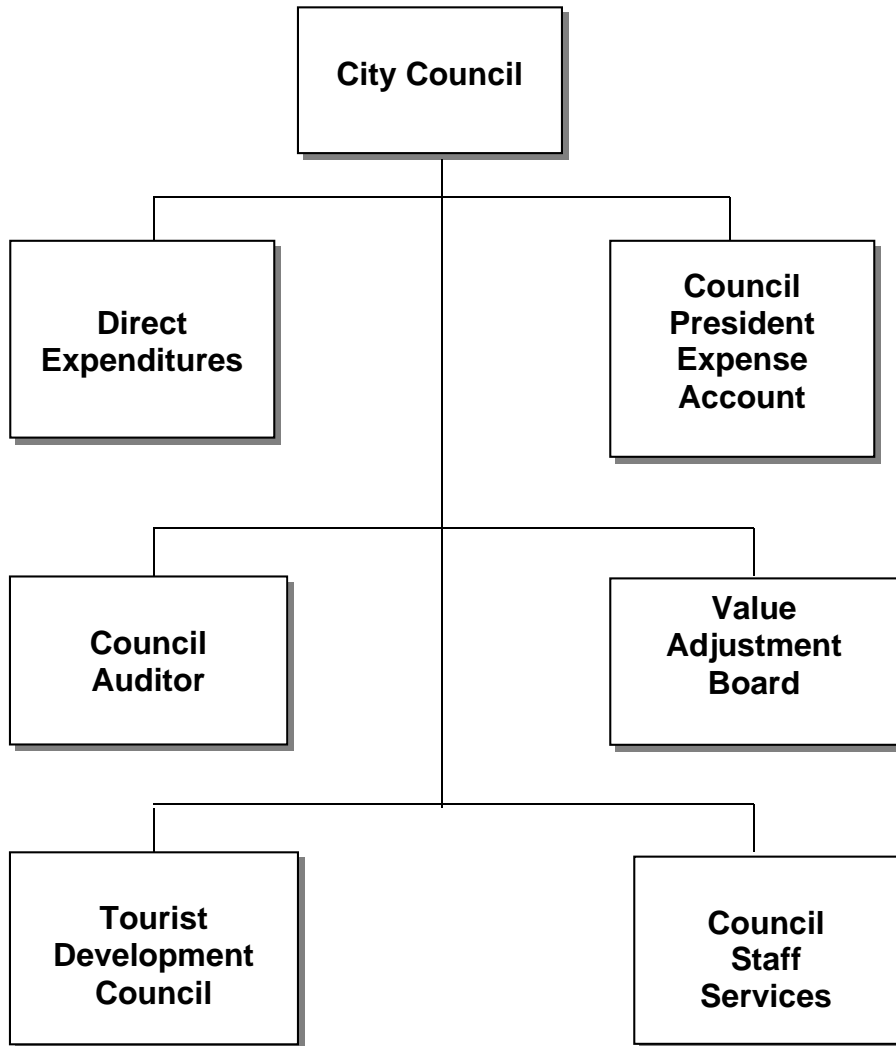 City Council
Direct
Expenditures
Council
President
Expense
Account
Council
Auditor
Value
Adjustment
Board
Tourist
Development
Council
Council
Staff
Services